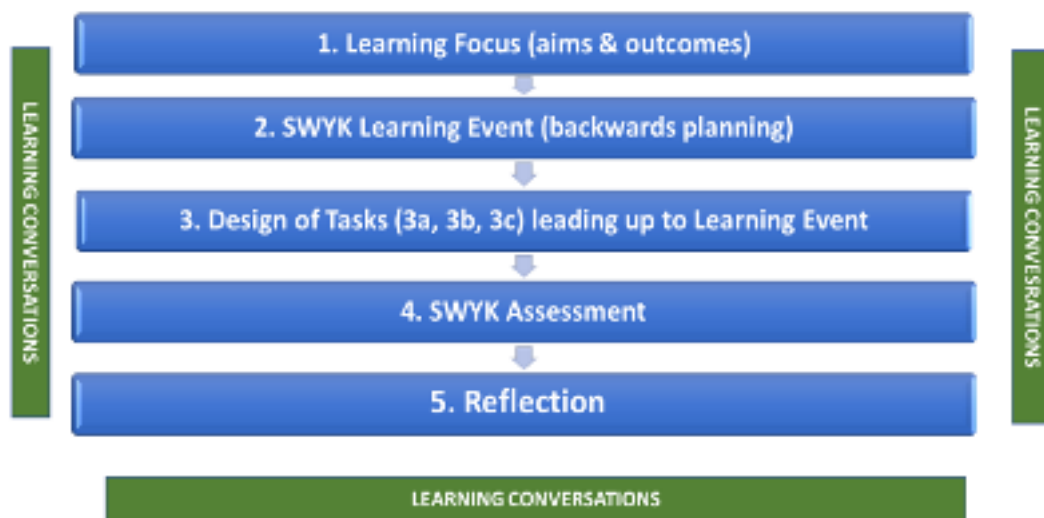 1. Learning Focus (aims & outcomes)
LEARNING CONVERSATIONS
2. SWYK Learning Event (backwards planning)
3. Design of Tasks (3a, 3b, 3c) leading up to Learning Event
4. SWYK Assessment
5. Reflection
LEARNING CONVESRATIONS
LEARNING CONVERSATIONS